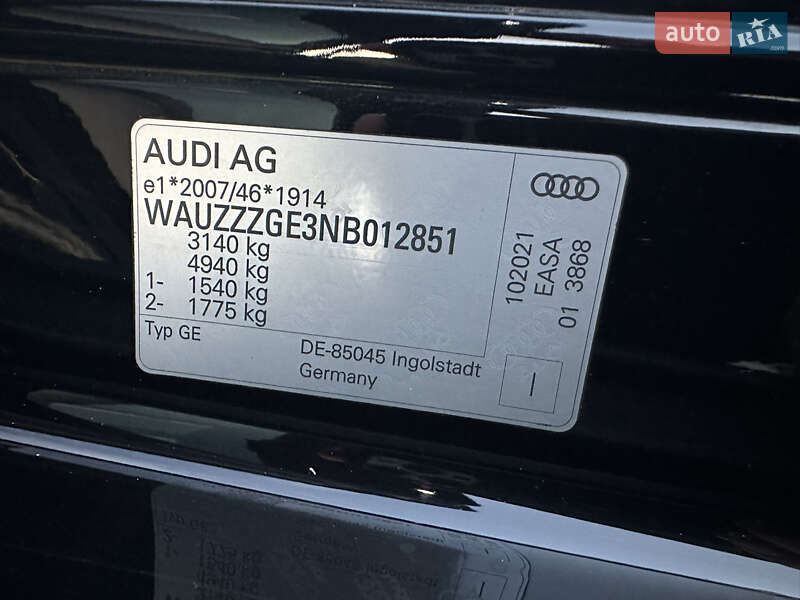 auto RIA
AUDI AG
e1*2007/46*1914
WAUZZZGE3NB012851
3140 kg
4940 kg
1- 1540 kg
2- 1775 kg
Typ GE
DE-85045 Ingolstadt
Germany
102021
EASA
01 3868
I